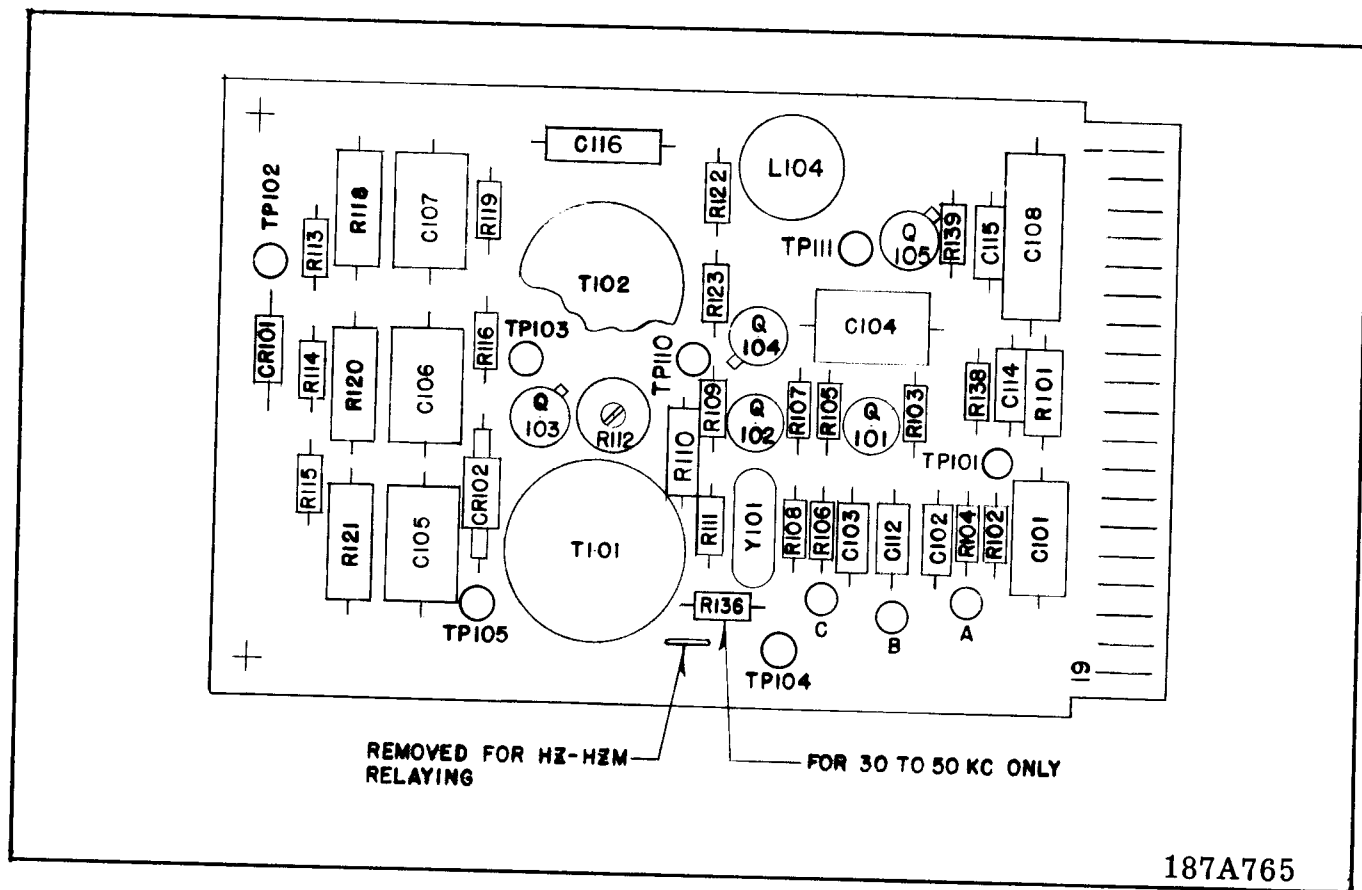 C116
L104
TP102
R118
C107
R119
R122
R113
TP111
Q
105
R139
C115
C108
T102
R123
CR101
R114
R120
C106
R116
TP103
TP110
Q
104
C104
R138
C114
R101
Q
103
R112
R110
R109
Q
102
R107
R105
Q
101
R103
TP101
R115
R121
C105
CR102
T101
R111
Y101
R108
R106
C103
C112
C102
R104
R102
C101
TP105
R136
C
B
A
TP104
19
REMOVED FOR HZ-HZM
RELAYING
FOR 30 TO 50 KC ONLY
187A765